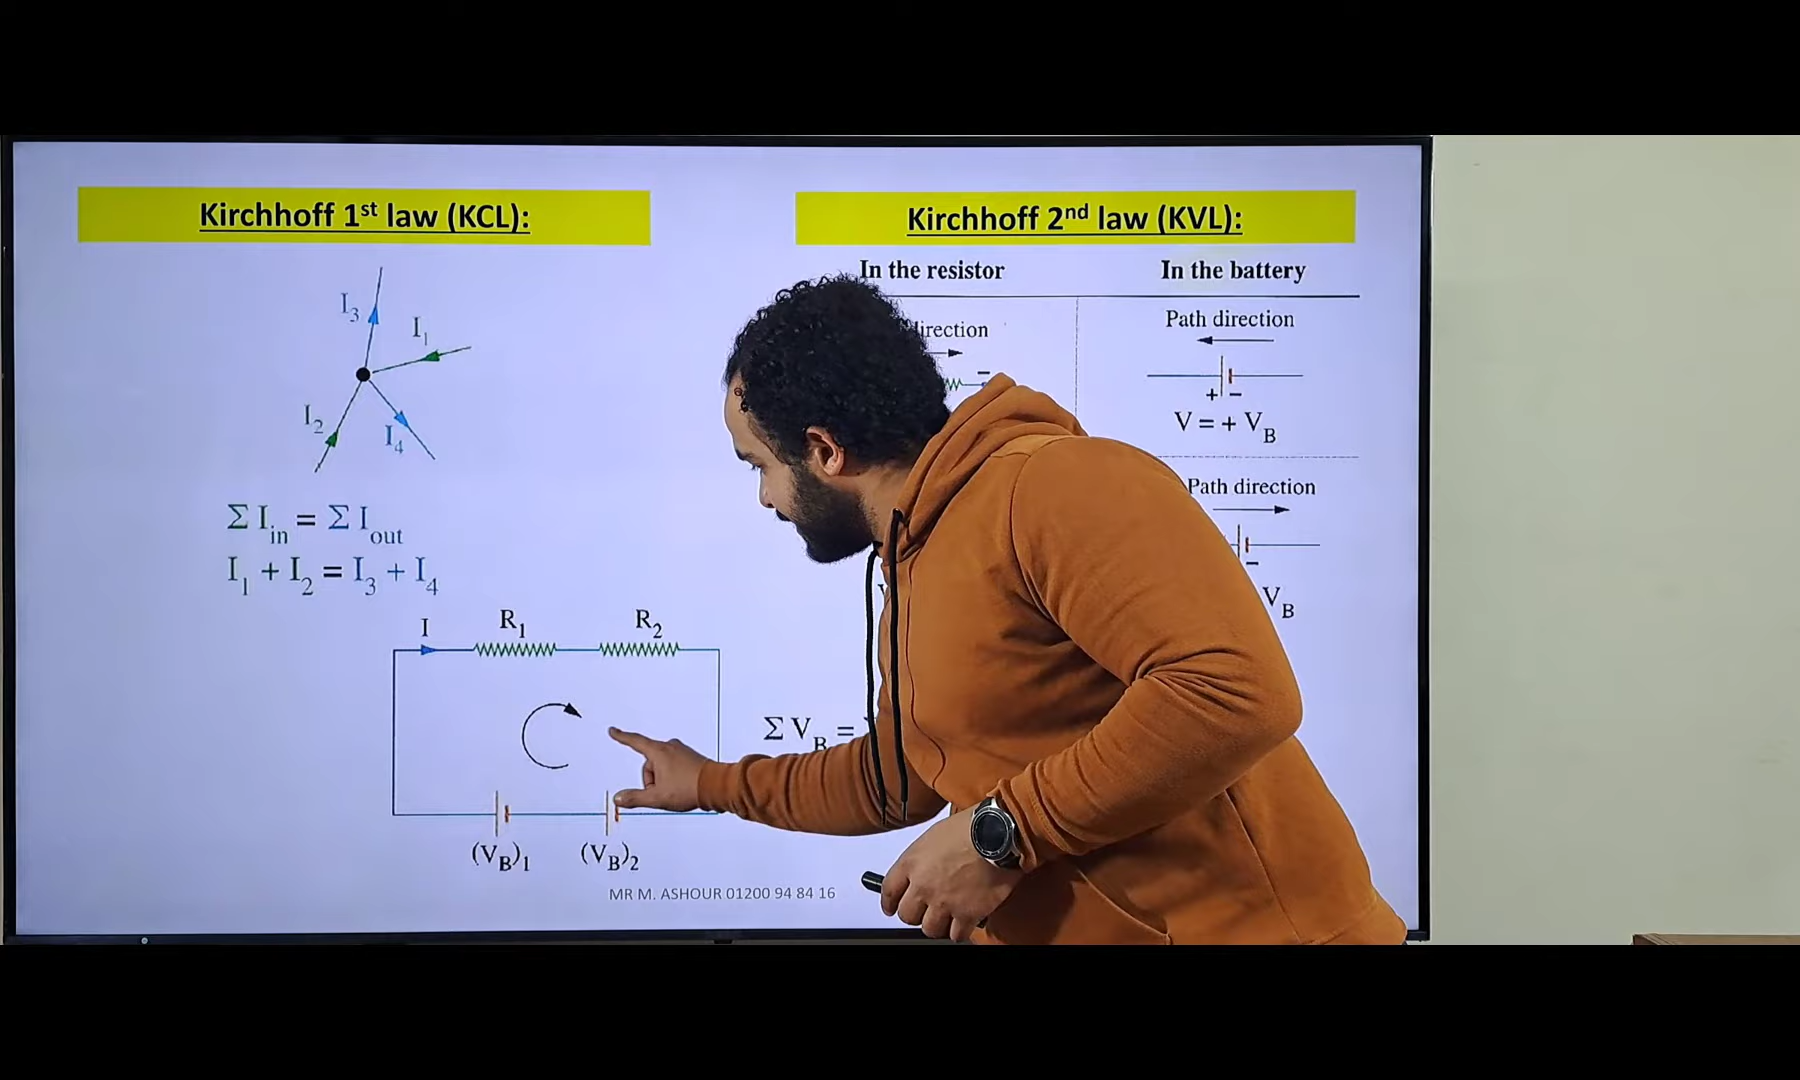 Kirchhoff 1st law (KCL):
I3
I1
I2
I4
Σ Iin = Σ Iout
I1 + I2 = I3 + I4
I R1 R2
(VB)1 (VB)2
Kirchhoff 2nd law (KVL):
In the resistor In the battery
Path direction
+ -
V = + VB
-
Path direction
-
VB
Σ VB =
MR M. ASHOUR 01200 94 84 16